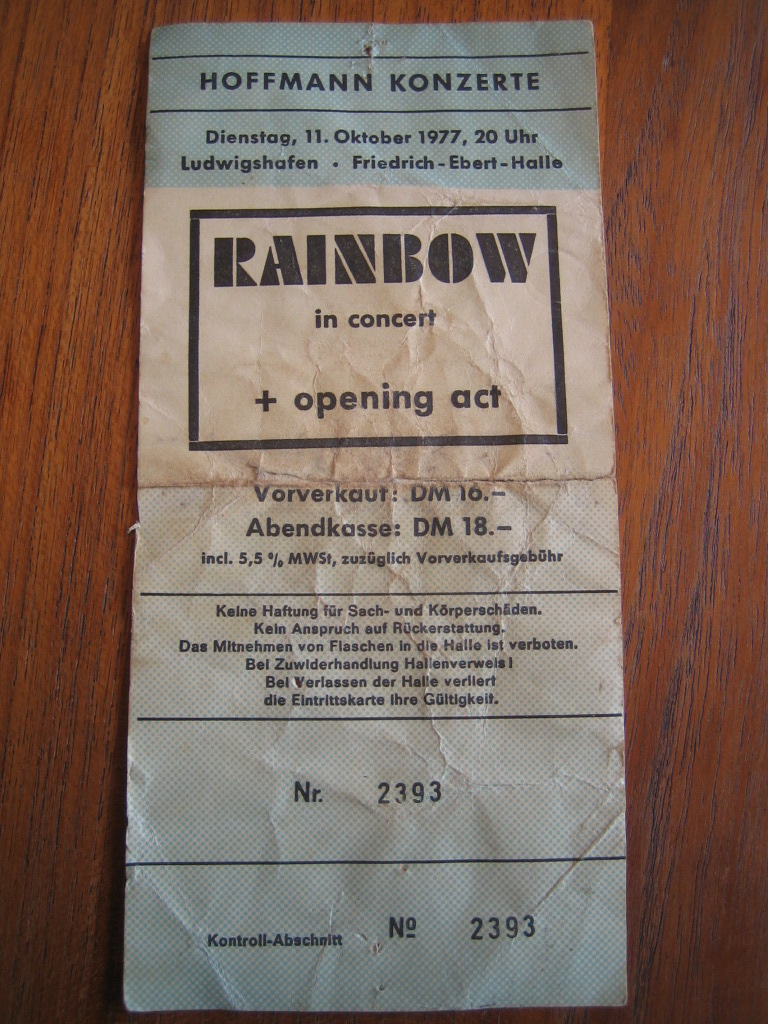 HOFFMANN KONZERTE
Dienstag, 11. Oktober 1977, 20 Uhr
Ludwigshafen • Friedrich-Ebert-Halle
RAINBOW
in concert
+ opening act
Vorverkauf: DM 16.–
Abendkasse: DM 18.–
incl. 5,5 % MWSt, zuzüglich Vorverkaufsgebühr
Keine Haftung für Sach- und Körperschäden.
Kein Anspruch auf Rückerstattung.
Das Mitnehmen von Flaschen in die Halle ist verboten.
Bei Zuwiderhandlung Hallenverweis!
Bei Verlassen der Halle verliert
die Eintrittskarte ihre Gültigkeit.
Nr. 2393
Kontroll-Abschnitt Nº 2393